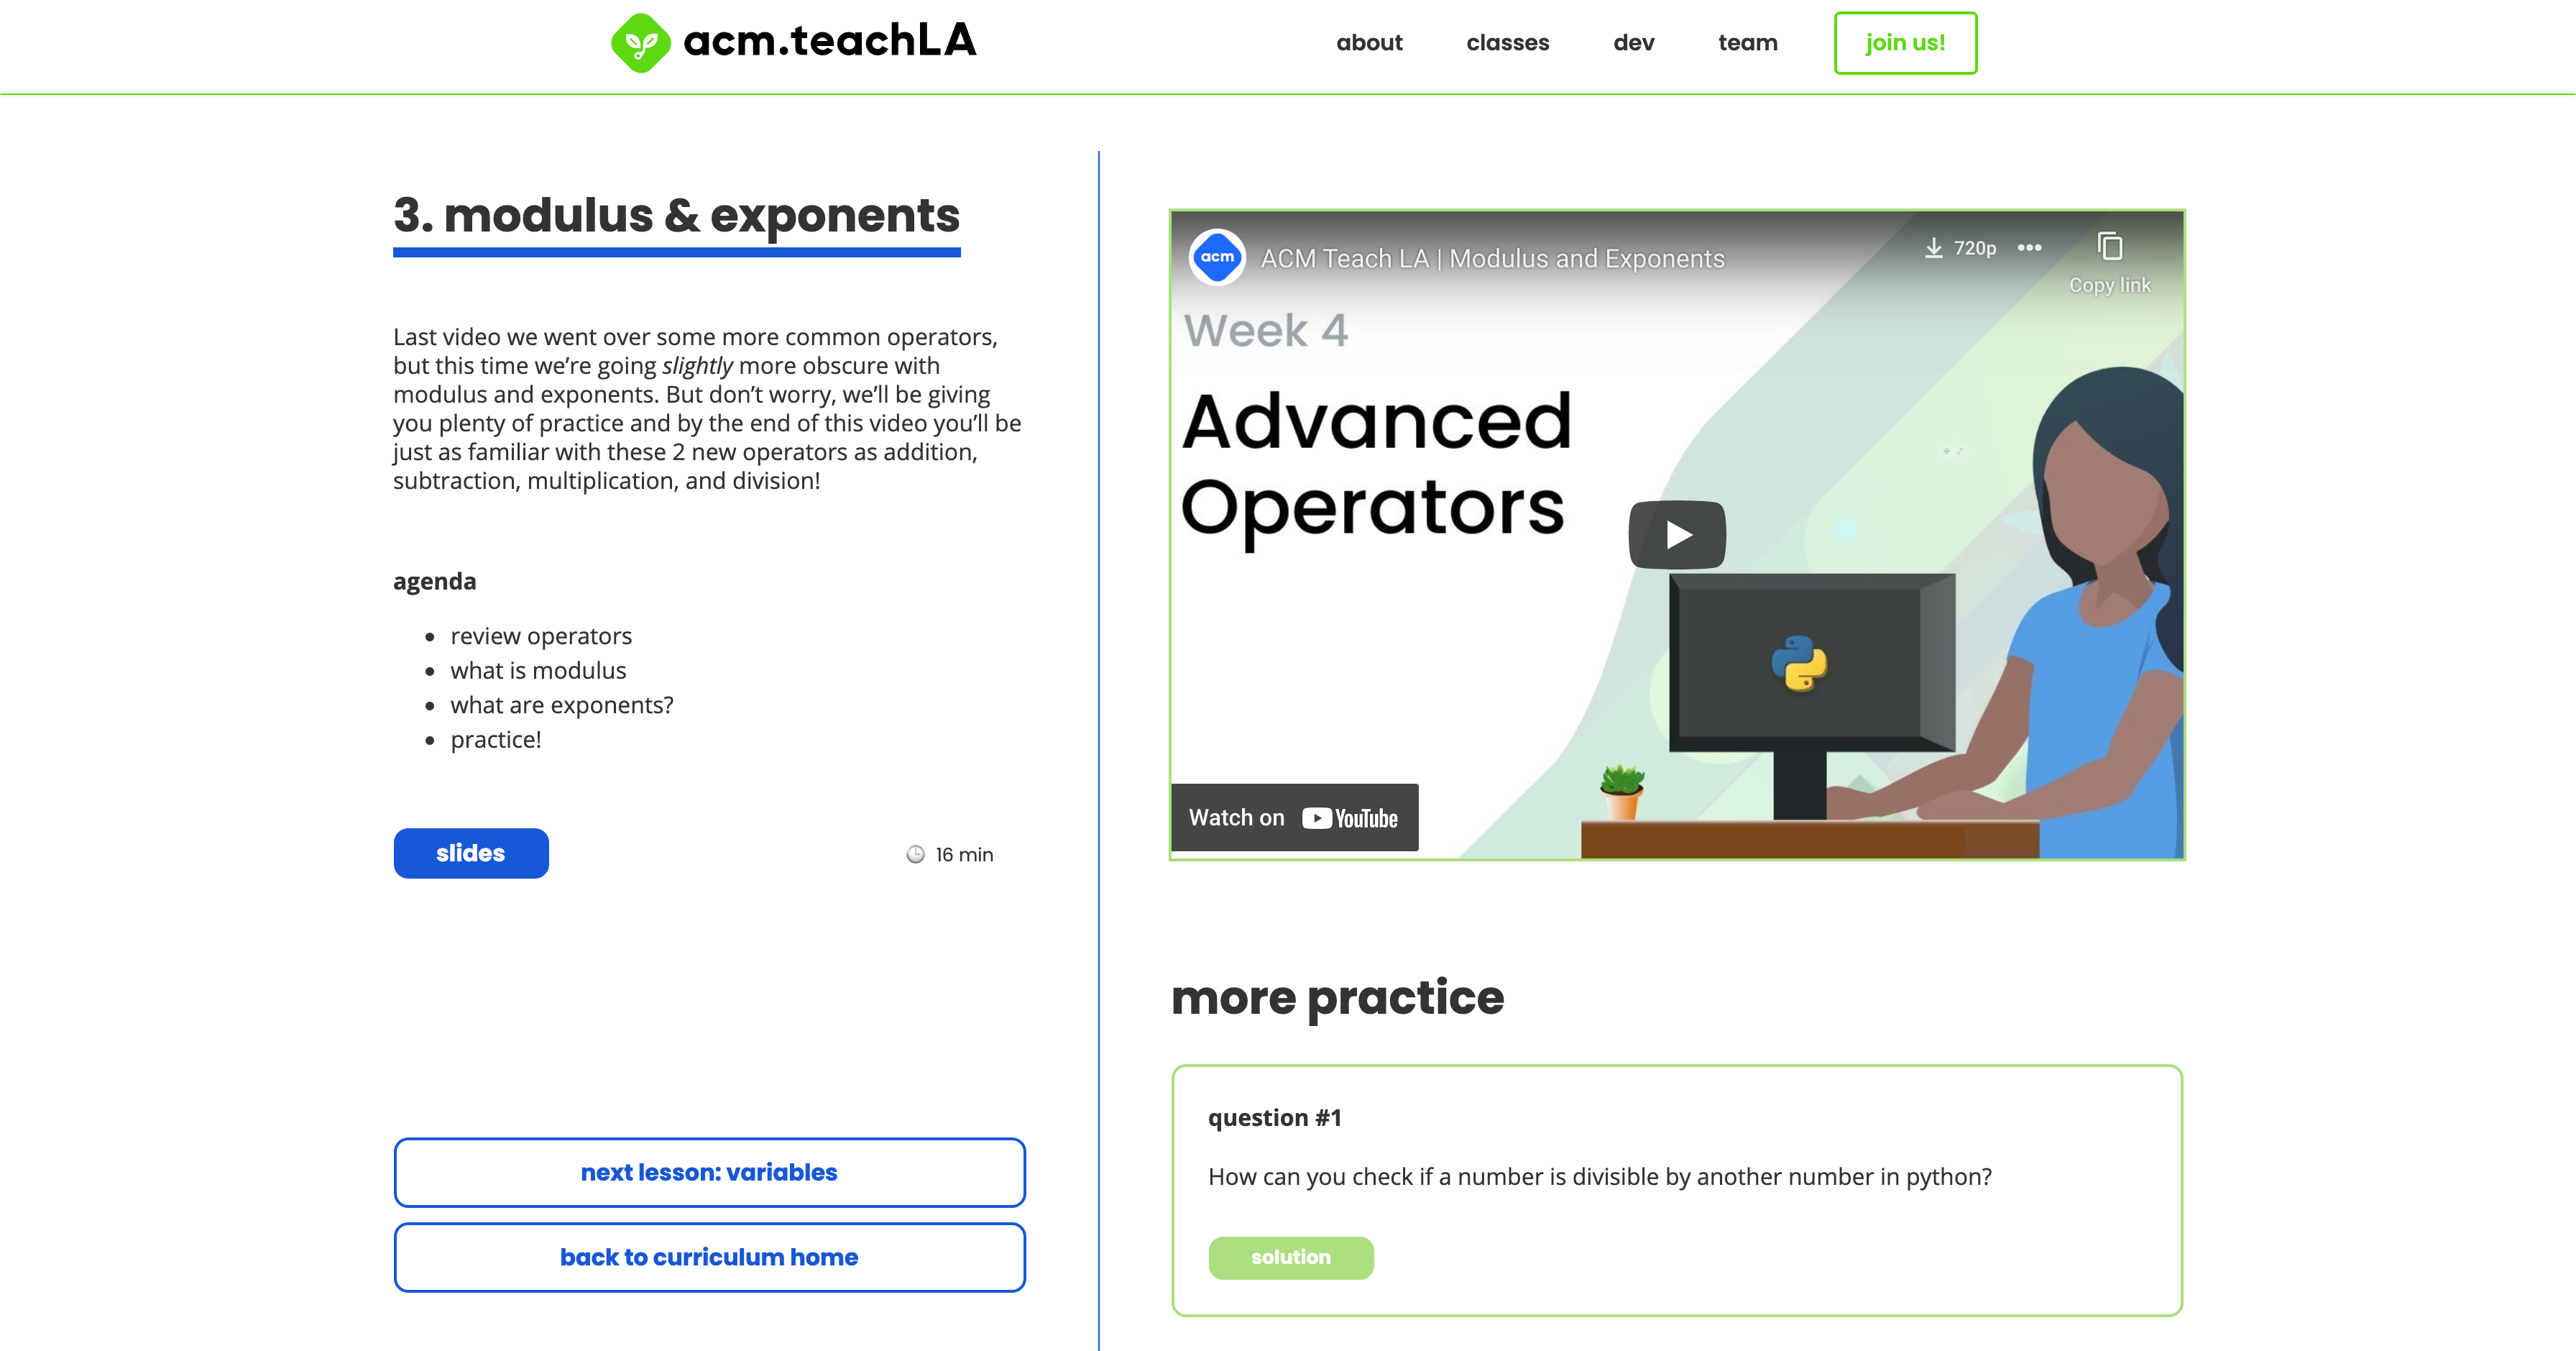 acm.teachLA
about
classes
dev
team
join us!
3. modulus & exponents
Last video we went over some more common operators,
but this time we’re going slightly more obscure with
modulus and exponents. But don’t worry, we’ll be giving
you plenty of practice and by the end of this video you’ll be
just as familiar with these 2 new operators as addition,
subtraction, multiplication, and division!
agenda
review operators
what is modulus
what are exponents?
practice!
slides
16 min
next lesson: variables
back to curriculum home
acm
ACM Teach LA | Modulus and Exponents
720p
Copy link
Week 4
Advanced
Operators
Watch on YouTube
more practice
question #1
How can you check if a number is divisible by another number in python?
solution